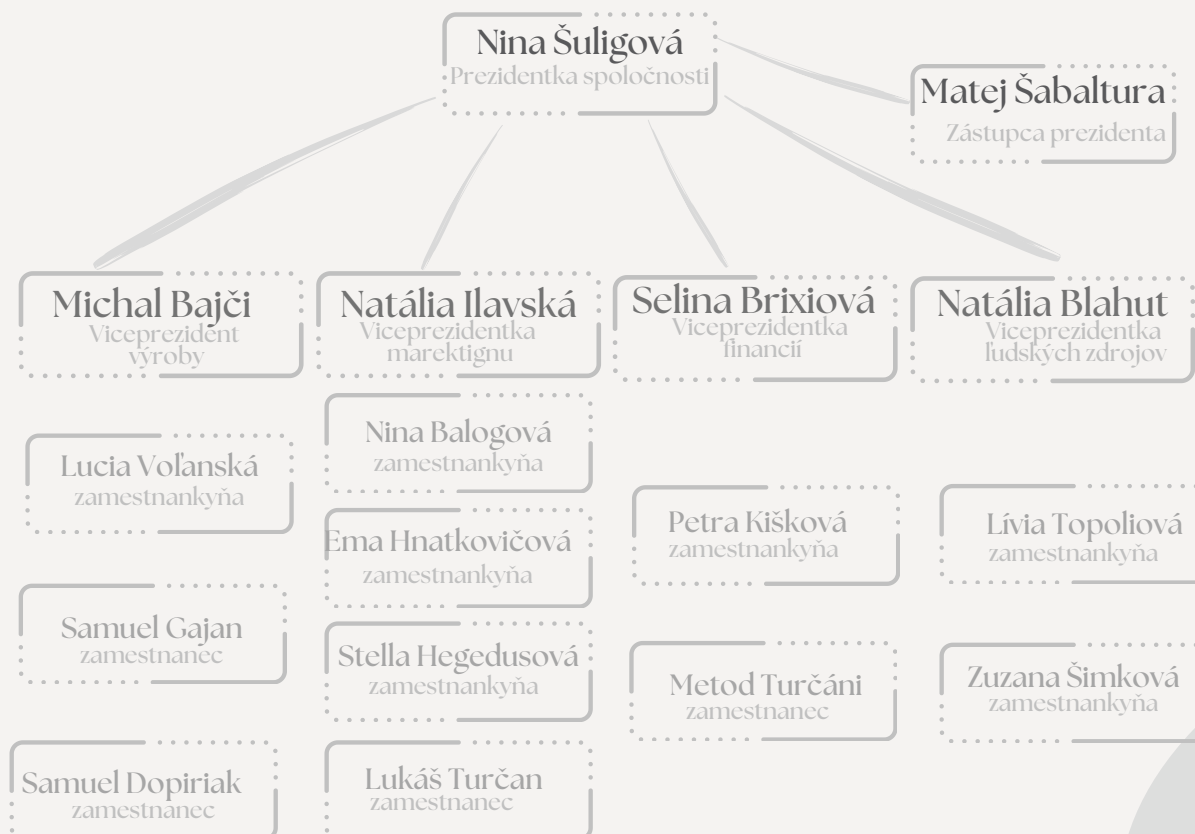 Nina Šuligová
Prezidentka spoločnosti
Matej Šabaltura
Zástupca prezidenta
Michal Bajči
Viceprezident
výroby
Natália Ilavská
Viceprezidentka
marektignu
Selina Brixiová
Viceprezidentka
financií
Natália Blahut
Viceprezidentka
ľudských zdrojov
Lucia Voľanská
zamestnankyňa
Samuel Gajan
zamestnanec
Samuel Dopiriak
zamestnanec
Nina Balogová
zamestnankyňa
Ema Hnatkovičová
zamestnankyňa
Stella Hegedusová
zamestnankyňa
Lukáš Turčan
zamestnanec
Petra Kišková
zamestnankyňa
Metod Turčáni
zamestnanec
Lívia Topoliová
zamestnankyňa
Zuzana Šimková
zamestnankyňa